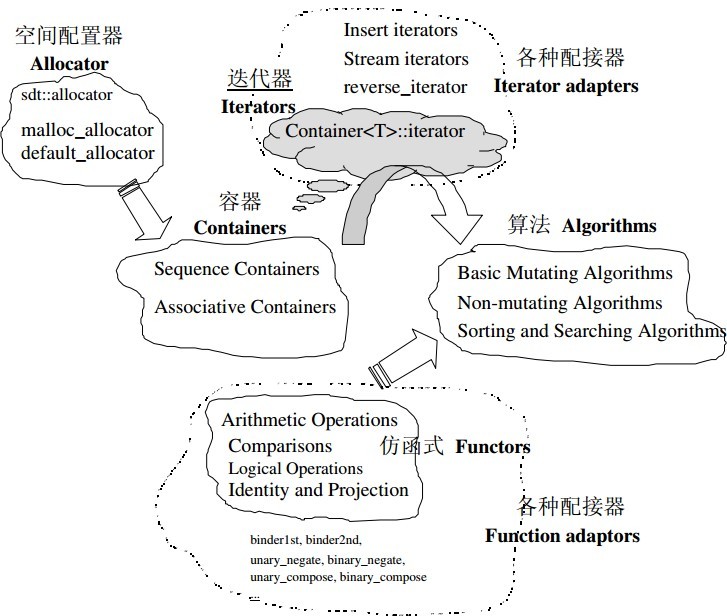 空间配置器
Allocator
sdt::allocator
malloc_allocator
default_allocator
迭代器
Iterators
Insert iterators
Stream iterators
reverse_iterator
各种配接器
Iterator adapters
Container<T>::iterator
容器
Containers
Sequence Containers
Associative Containers
算法 Algorithms
Basic Mutating Algorithms
Non-mutating Algorithms
Sorting and Searching Algorithms
Arithmetic Operations
Comparisons
Logical Operations
Identity and Projection
仿函式 Functors
各种配接器
Function adaptors
binder1st, binder2nd,
unary_negate, binary_negate,
unary_compose, binary_compose
...